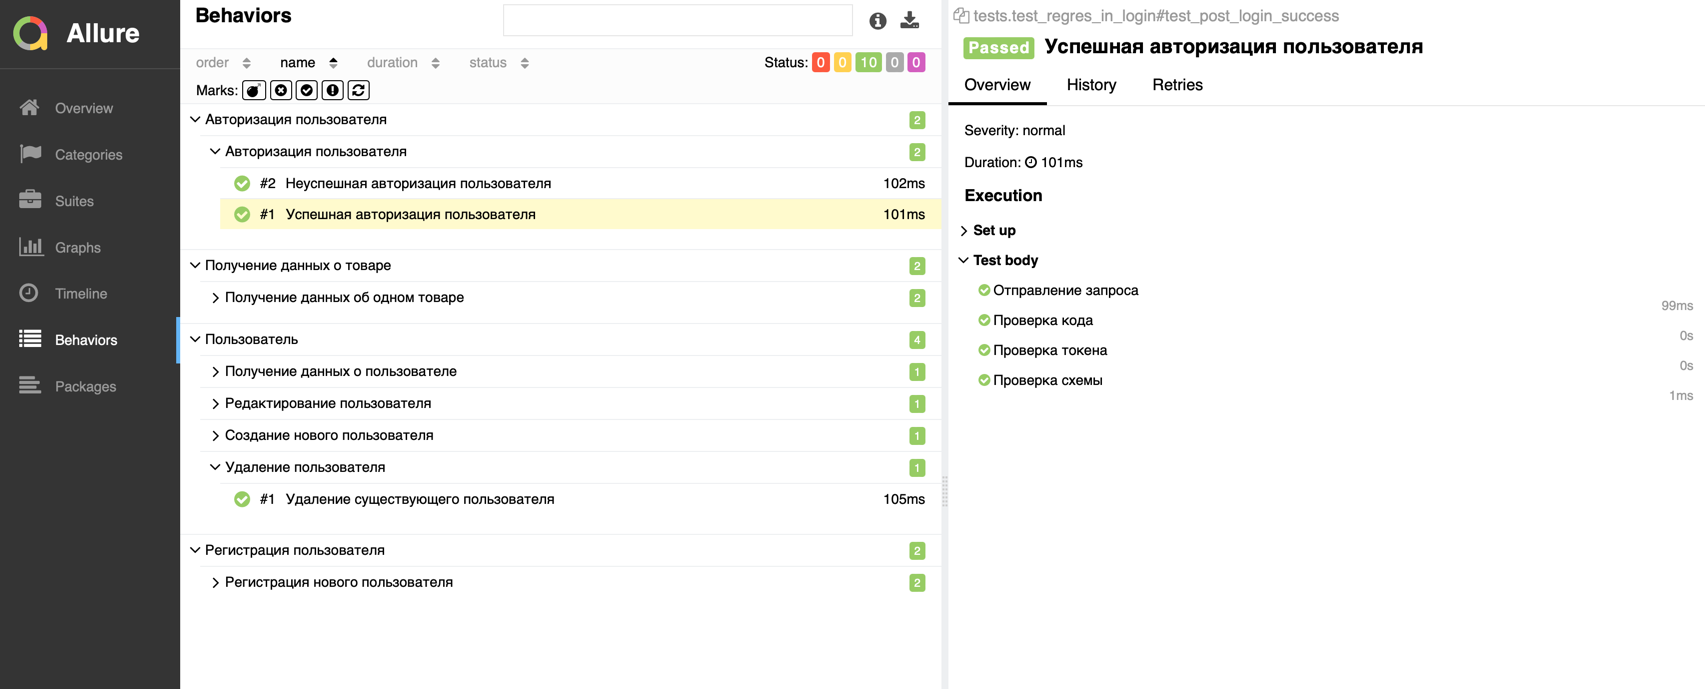 Allure
Overview
Categories
Suites
Graphs
Timeline
Behaviors
Packages
Behaviors
order name duration status Status: 0 0 10 0 0
Marks:
Авторизация пользователя 2
Авторизация пользователя 2
#2 Неуспешная авторизация пользователя 102ms
#1 Успешная авторизация пользователя 101ms
Получение данных о товаре 2
Получение данных об одном товаре 2
Пользователь 4
Получение данных о пользователе 1
Редактирование пользователя 1
Создание нового пользователя 1
Удаление пользователя 1
#1 Удаление существующего пользователя 105ms
Регистрация пользователя 2
Регистрация нового пользователя 2
tests.test_regres_in_login#test_post_login_success
Passed Успешная авторизация пользователя
Overview History Retries
Severity: normal
Duration: 101ms
Execution
Set up
Test body
Отправление запроса
99ms
Проверка кода
0s
Проверка токена
0s
Проверка схемы
1ms